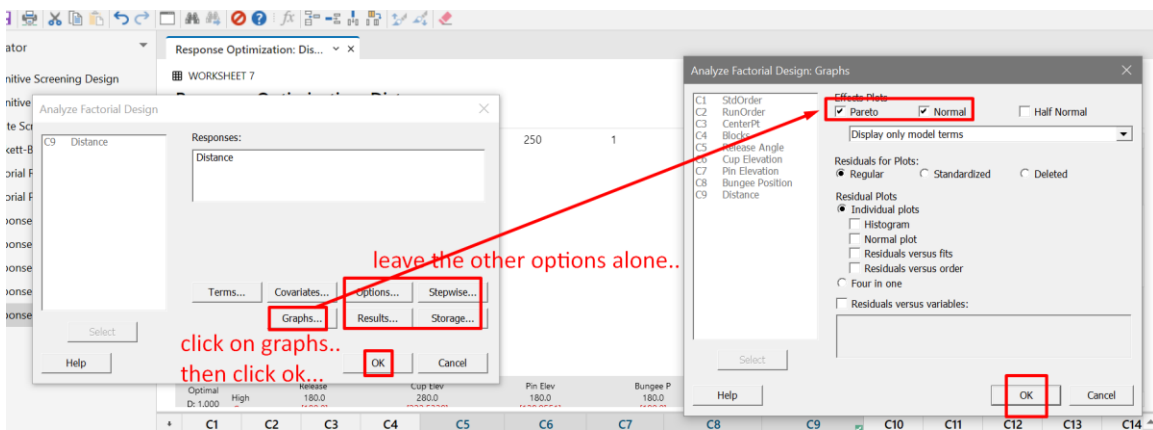 ator
Response Optimization: Dis...
nitive Screening Design
WORKSHEET 7
nitive
Analyze Factorial Design
C9 Distance
Responses:
Distance
250 1
Terms... Covariates... Options... Stepwise...
Graphs... Results... Storage...
Select
Help
OK Cancel
leave the other options alone..
click on graphs..
then click ok...
Analyze Factorial Design: Graphs
C1 StdOrder
C2 RunOrder
C3 CenterPt
C4 Blocks
C5 Release Angle
C6 Cup Elevation
C7 Pin Elevation
C8 Bungee Position
C9 Distance
Effects Plots
Pareto Normal Half Normal
Display only model terms
Residuals for Plots:
Regular Standardized Deleted
Residual Plots
Individual plots
Histogram
Normal plot
Residuals versus fits
Residuals versus order
Four in one
Residuals versus variables:
Select
Help
OK Cancel
Optimal Release Cup Elev Pin Elev Bungee P
D: 1.000 High 180.0 280.0 180.0 180.0
C1 C2 C3 C4 C5 C6 C7 C8 C9 C10 C11 C12 C13 C14